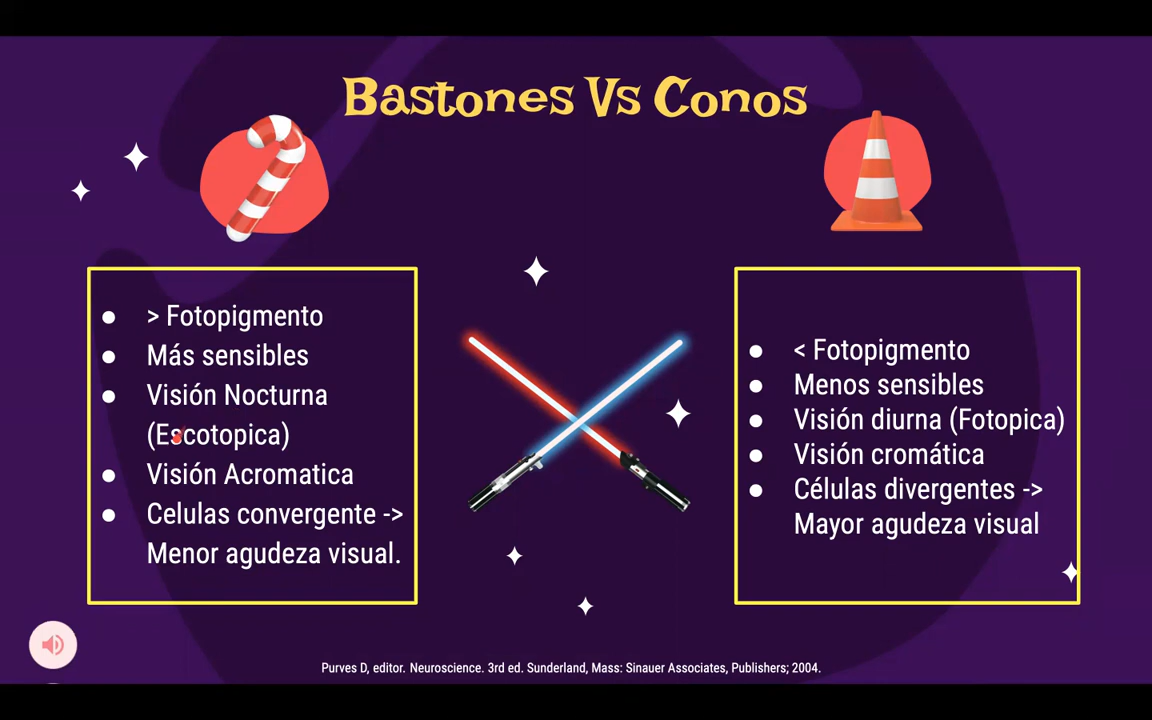 Bastones Vs Conos
● > Fotopigmento
● Más sensibles
● Visión Nocturna
(Escotopica)
● Visión Acromatica
● Celulas convergente ->
Menor agudeza visual.
● < Fotopigmento
● Menos sensibles
● Visión diurna (Fotopica)
● Visión cromática
● Células divergentes ->
Mayor agudeza visual
Purves D, editor. Neuroscience. 3rd ed. Sunderland, Mass: Sinauer Associates, Publishers; 2004.